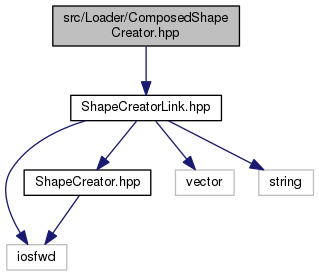 src/Loader/ComposedShape
Creator.hpp
ShapeCreatorLink.hpp
ShapeCreator.hpp
vector
string
iosfwd